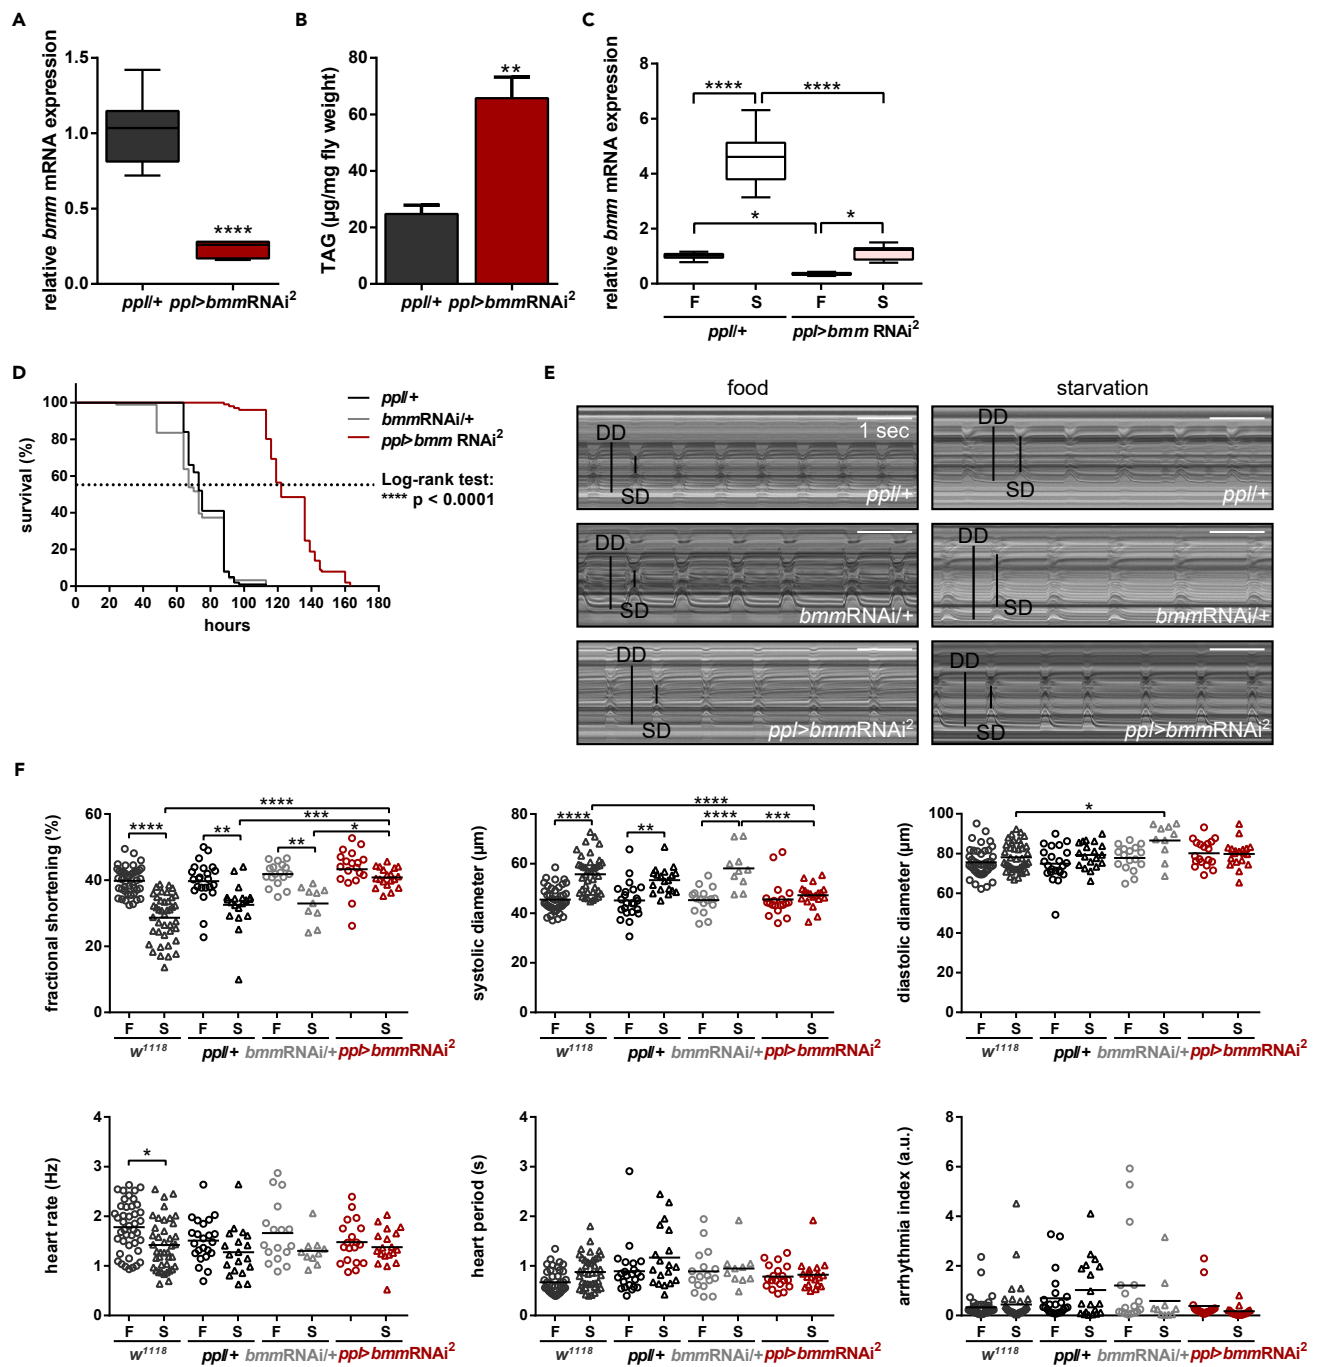 A
relative bmm mRNA expression
1.5
1.0
0.5
0.0
****
ppl/+ ppl>bmmRNAi²
B
TAG (µg/mg fly weight)
80
60
40
20
0
**
ppl/+ ppl>bmmRNAi²
C
relative bmm mRNA expression
8
6
4
2
0
**** ****
* *
F S F S
ppl/+ ppl>bmm RNAi²
D
survival (%)
100
80
60
40
20
0
0 20 40 60 80 100 120 140 160 180
hours
ppl/+
bmmRNAi/+
ppl>bmm RNAi²
Log-rank test:
**** p < 0.0001
E
food starvation
DD SD 1 sec ppl/+
DD SD ppl/+
DD SD bmmRNAi/+
DD SD bmmRNAi/+
DD SD ppl>bmmRNAi²
DD SD ppl>bmmRNAi²
F
fractional shortening (%)
60
40
20
0
****
***
**** ** ** *
F S F S F S S
w¹¹¹⁸ ppl/+ bmmRNAi/+ ppl>bmmRNAi²
systolic diameter (µm)
80
60
40
20
0
****
**** ** **** ***
F S F S F S S
w¹¹¹⁸ ppl/+ bmmRNAi/+ ppl>bmmRNAi²
diastolic diameter (µm)
100
80
60
40
20
0
*
F S F S F S S
w¹¹¹⁸ ppl/+ bmmRNAi/+ ppl>bmmRNAi²
heart rate (Hz)
4
3
2
1
0
*
F S F S F S S
w¹¹¹⁸ ppl/+ bmmRNAi/+ ppl>bmmRNAi²
heart period (s)
4
3
2
1
0
F S F S F S S
w¹¹¹⁸ ppl/+ bmmRNAi/+ ppl>bmmRNAi²
arrhythmia index (a.u.)
8
6
4
2
0
F S F S F S S
w¹¹¹⁸ ppl/+ bmmRNAi/+ ppl>bmmRNAi²